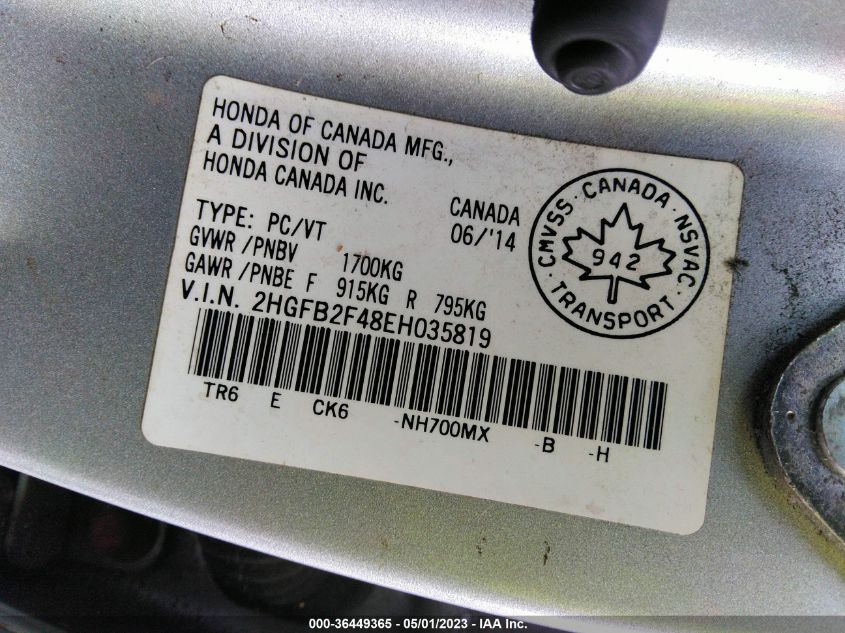 HONDA OF CANADA MFG.,
A DIVISION OF
HONDA CANADA INC.
CANADA
TYPE: PC/VT 06/'14
GVWR/PNBV 1700KG
GAWR/PNBE F 915KG R 795KG
V.I.N. 2HGFB2F48EH035819
TR6 E CK6 -NH700MX -B -H
CMVSS · CANADA · NSVAC · TRANSPORT ·
942
000-36449365 - 05/01/2023 - IAA Inc.